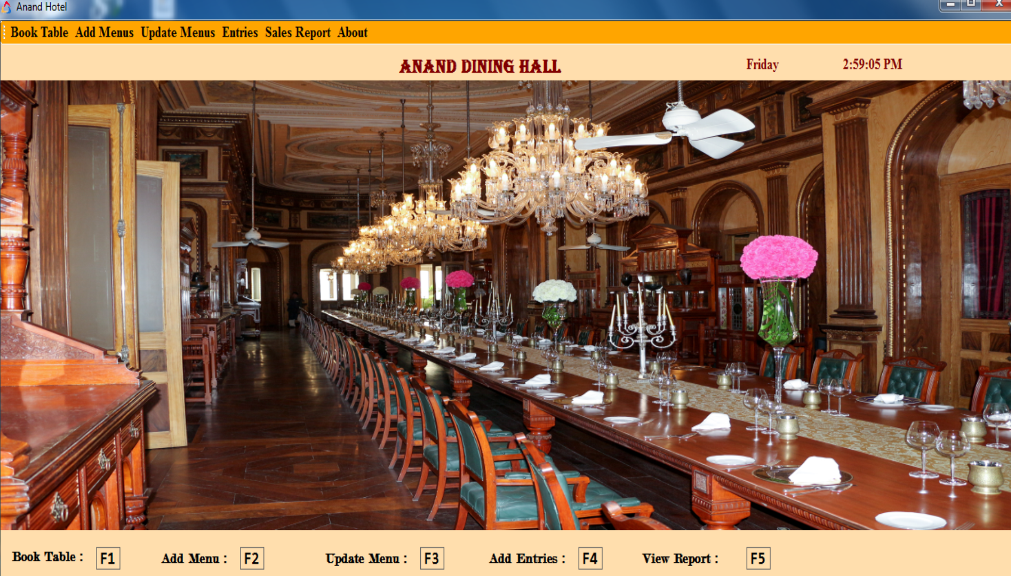 Anand Hotel
Book Table Add Menus Update Menus Entries Sales Report About
ANAND DINING HALL Friday 2:59:05 PM
Book Table : F1 Add Menu : F2 Update Menu : F3 Add Entries : F4 View Report : F5